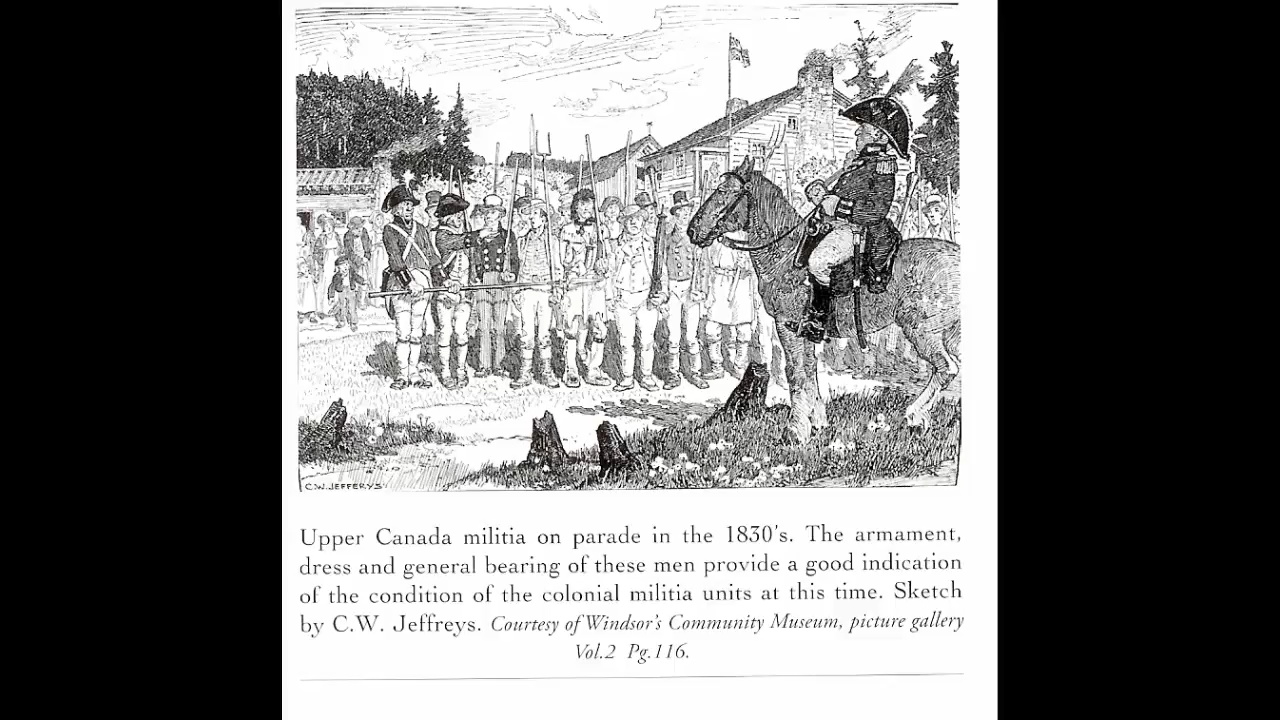 C.W. JEFFERYS
Upper Canada militia on parade in the 1830's. The armament,
dress and general bearing of these men provide a good indication
of the condition of the colonial militia units at this time. Sketch
by C.W. Jeffreys. Courtesy of Windsor's Community Museum, picture gallery
Vol.2 Pg.116.